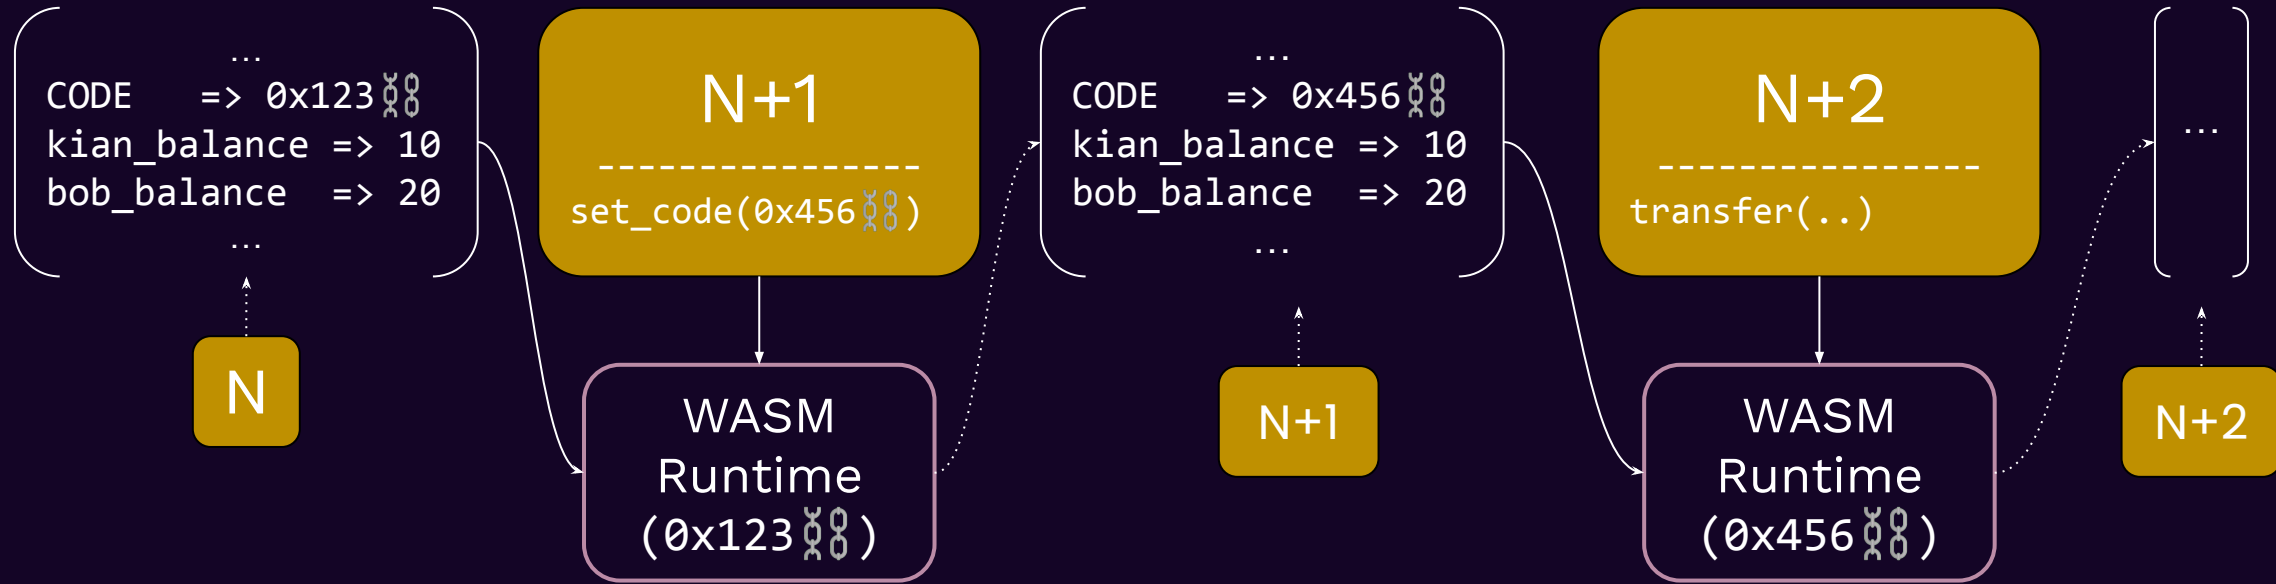 ...
CODE => 0x123⛓⛓
kian_balance => 10
bob_balance => 20
...
N
N+1
----------------
set_code(0x456⛓⛓)
WASM
Runtime
(0x123⛓⛓)
...
CODE => 0x456⛓⛓
kian_balance => 10
bob_balance => 20
...
N+1
N+2
----------------
transfer(..)
WASM
Runtime
(0x456⛓⛓)
...
N+2